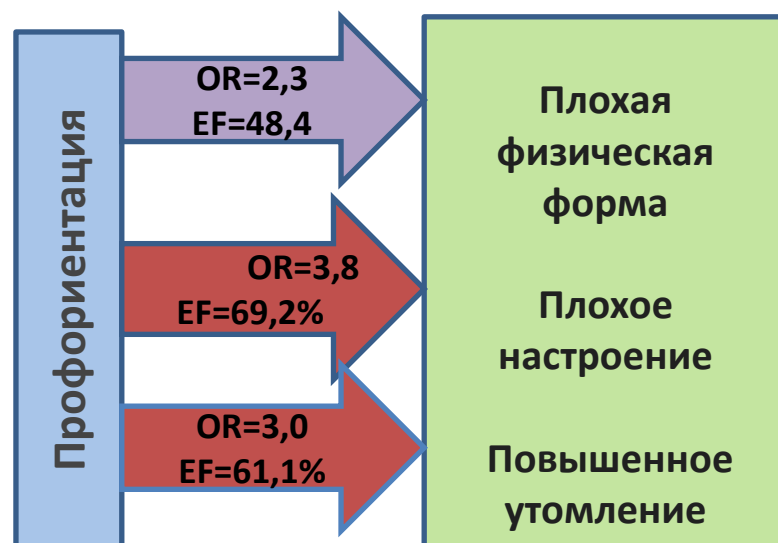 Профориентация
OR=2,3
EF=48,4
OR=3,8
EF=69,2%
OR=3,0
EF=61,1%
Плохая
физическая
форма
Плохое
настроение
Повышенное
утомление